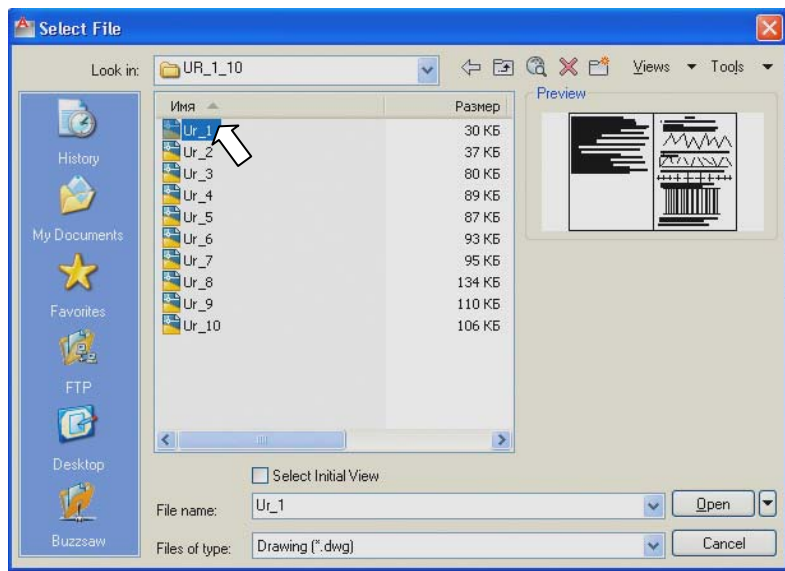 Select File
Look in: UR_1_10 Views Tools
History
My Documents
Favorites
FTP
Desktop
Buzzsaw
Имя Размер
Ur_1 30 КБ
Ur_2 37 КБ
Ur_3 80 КБ
Ur_4 89 КБ
Ur_5 87 КБ
Ur_6 93 КБ
Ur_7 95 КБ
Ur_8 134 КБ
Ur_9 110 КБ
Ur_10 106 КБ
Preview
Select Initial View
File name: Ur_1 Open
Files of type: Drawing (*.dwg) Cancel